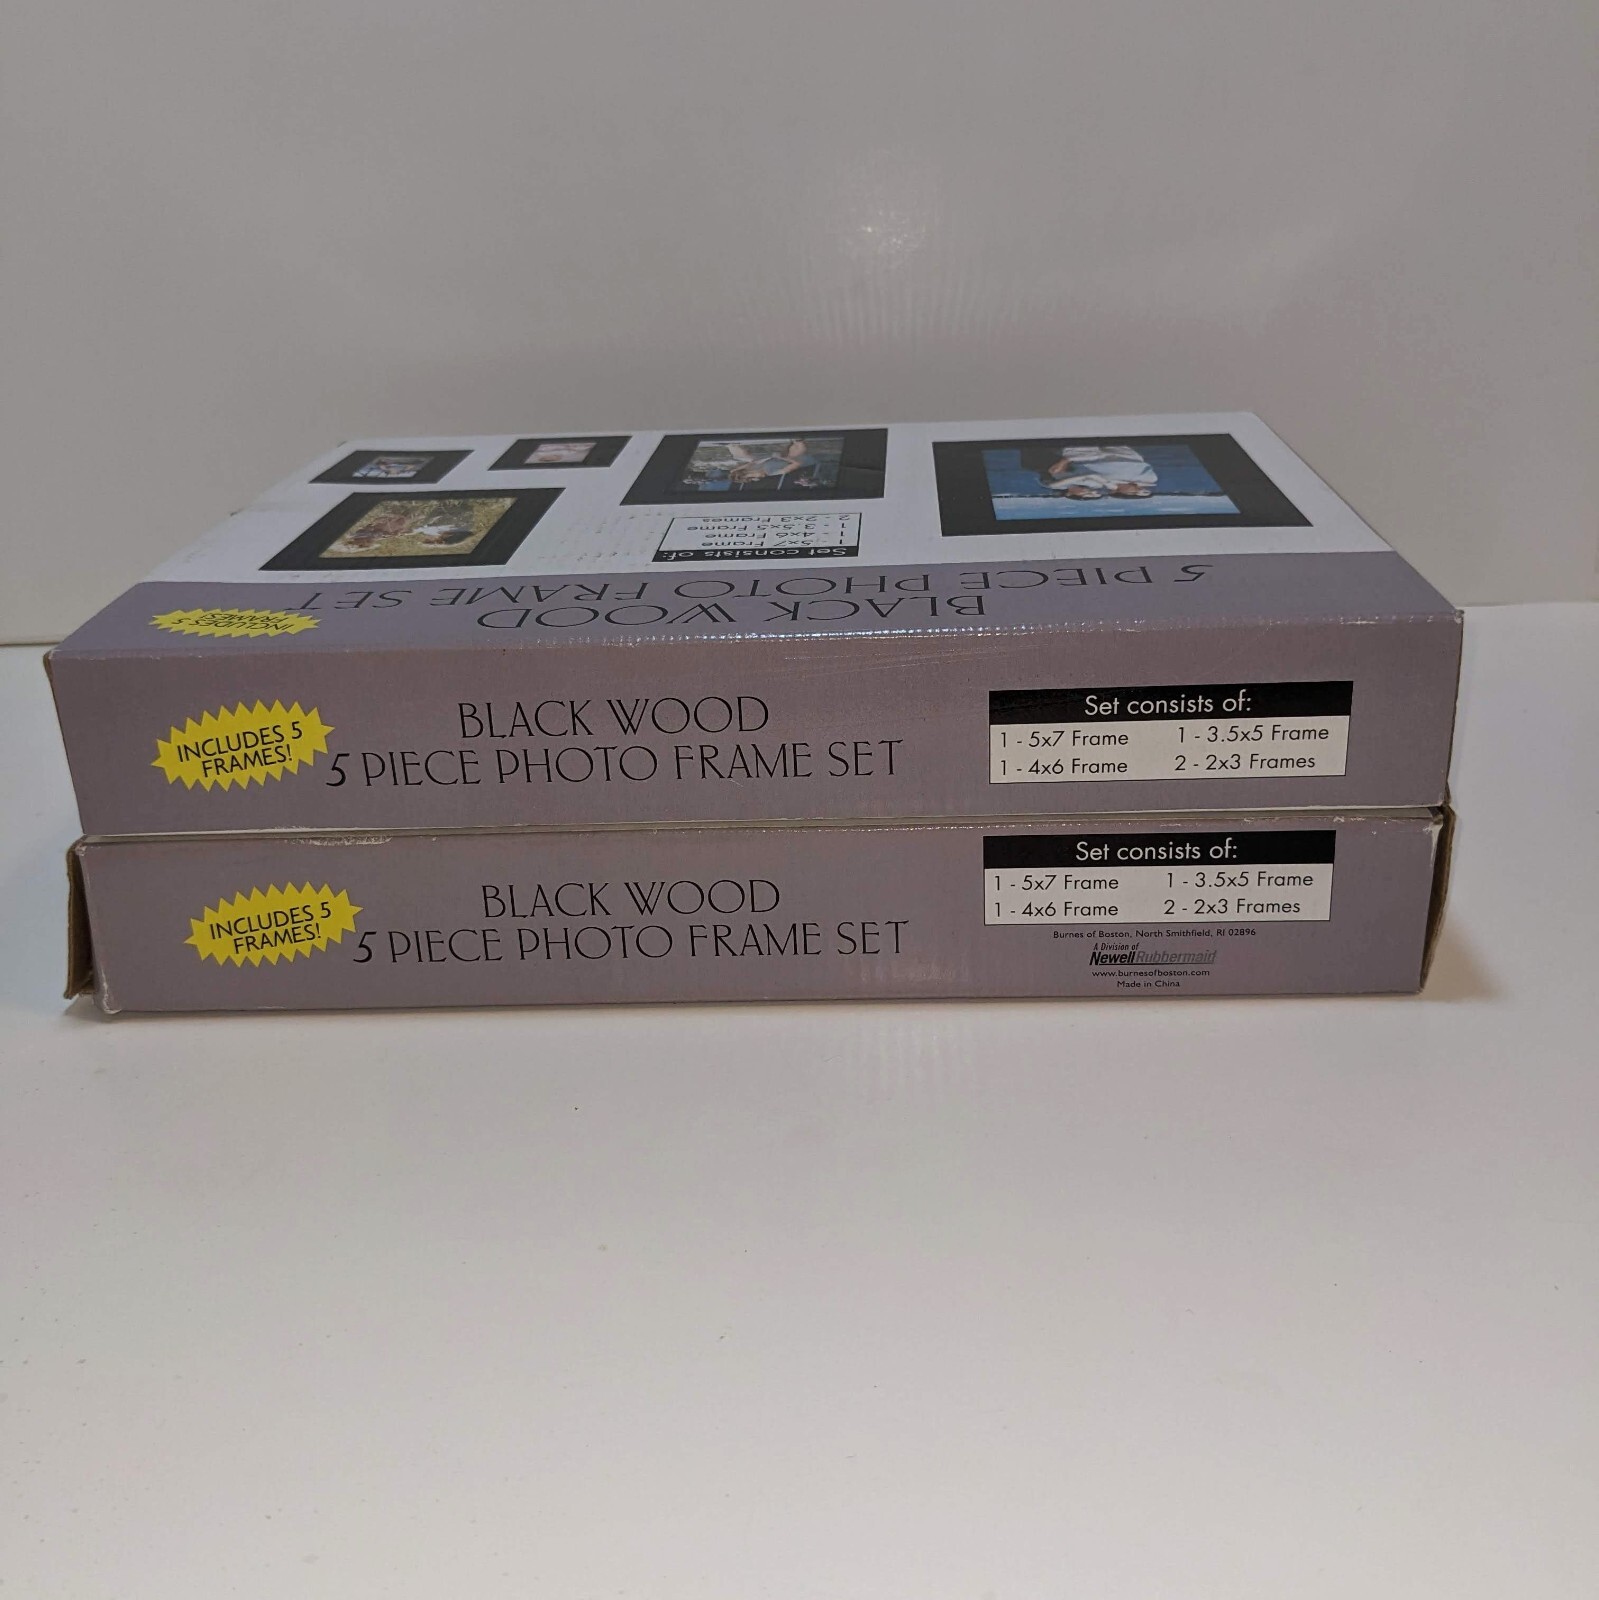 Set consists of:
1 - 5x7 Frame
1 - 4x6 Frame
1 - 3.5x5 Frame
2 - 2x3 Frames
BLACK WOOD
5 PIECE PHOTO FRAME SET
INCLUDES 5
FRAMES!
INCLUDES 5
FRAMES!
BLACK WOOD
5 PIECE PHOTO FRAME SET
Set consists of:
1 - 5x7 Frame 1 - 3.5x5 Frame
1 - 4x6 Frame 2 - 2x3 Frames
INCLUDES 5
FRAMES!
BLACK WOOD
5 PIECE PHOTO FRAME SET
Set consists of:
1 - 5x7 Frame 1 - 3.5x5 Frame
1 - 4x6 Frame 2 - 2x3 Frames
Burnes of Boston, North Smithfield, RI 02896
A Division of
NewellRubbermaid
www.burnesofboston.com
Made in China